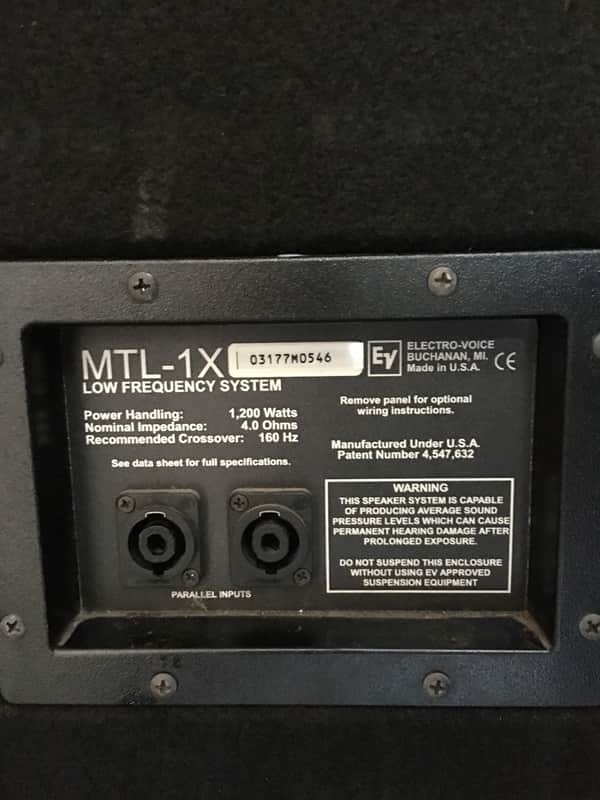 MTL-1X 03177M0546 EV ELECTRO-VOICE
BUCHANAN, MI.
Made in U.S.A. CE
LOW FREQUENCY SYSTEM
Power Handling: 1,200 Watts
Nominal Impedance: 4.0 Ohms
Recommended Crossover: 160 Hz
See data sheet for full specifications.
Remove panel for optional
wiring instructions.
Manufactured Under U.S.A.
Patent Number 4,547,632
PARALLEL INPUTS
WARNING
THIS SPEAKER SYSTEM IS CAPABLE
OF PRODUCING AVERAGE SOUND
PRESSURE LEVELS WHICH CAN CAUSE
PERMANENT HEARING DAMAGE AFTER
PROLONGED EXPOSURE.
DO NOT SUSPEND THIS ENCLOSURE
WITHOUT USING EV APPROVED
SUSPENSION EQUIPMENT